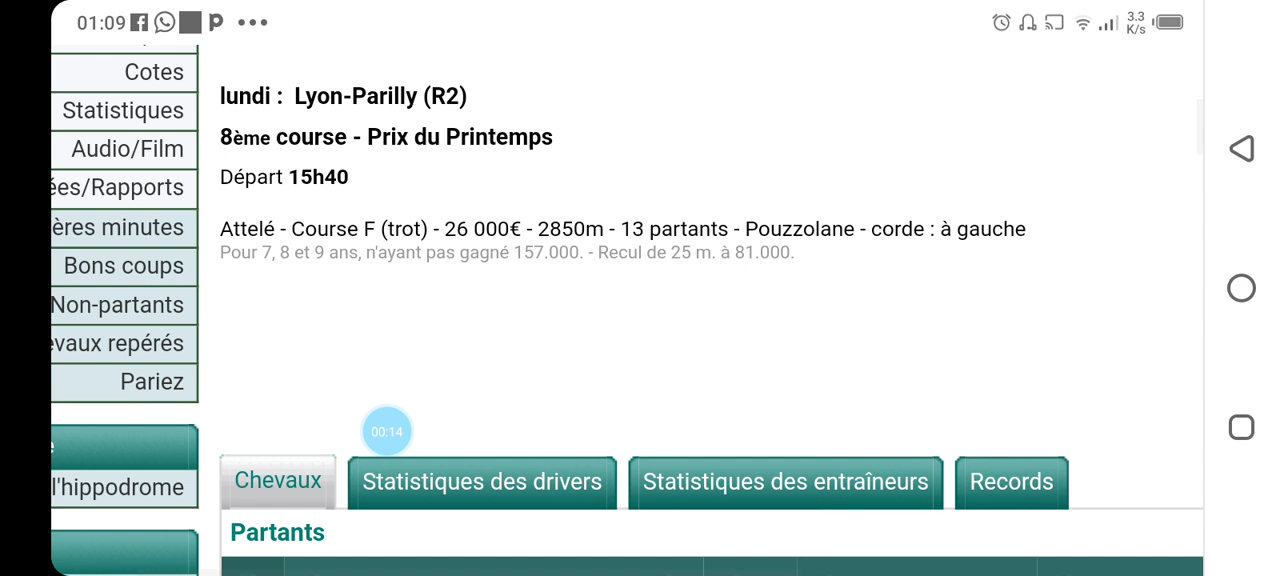 01:09
3.3
K/s
Cotes
Statistiques
Audio/Film
ées/Rapports
ères minutes
Bons coups
Non-partants
evaux repérés
Pariez
e
l'hippodrome
lundi : Lyon-Parilly (R2)
8ème course - Prix du Printemps
Départ 15h40
Attelé - Course F (trot) - 26 000€ - 2850m - 13 partants - Pouzzolane - corde : à gauche
Pour 7, 8 et 9 ans, n'ayant pas gagné 157.000. - Recul de 25 m. à 81.000.
00:14
Chevaux Statistiques des drivers Statistiques des entraîneurs Records
Partants